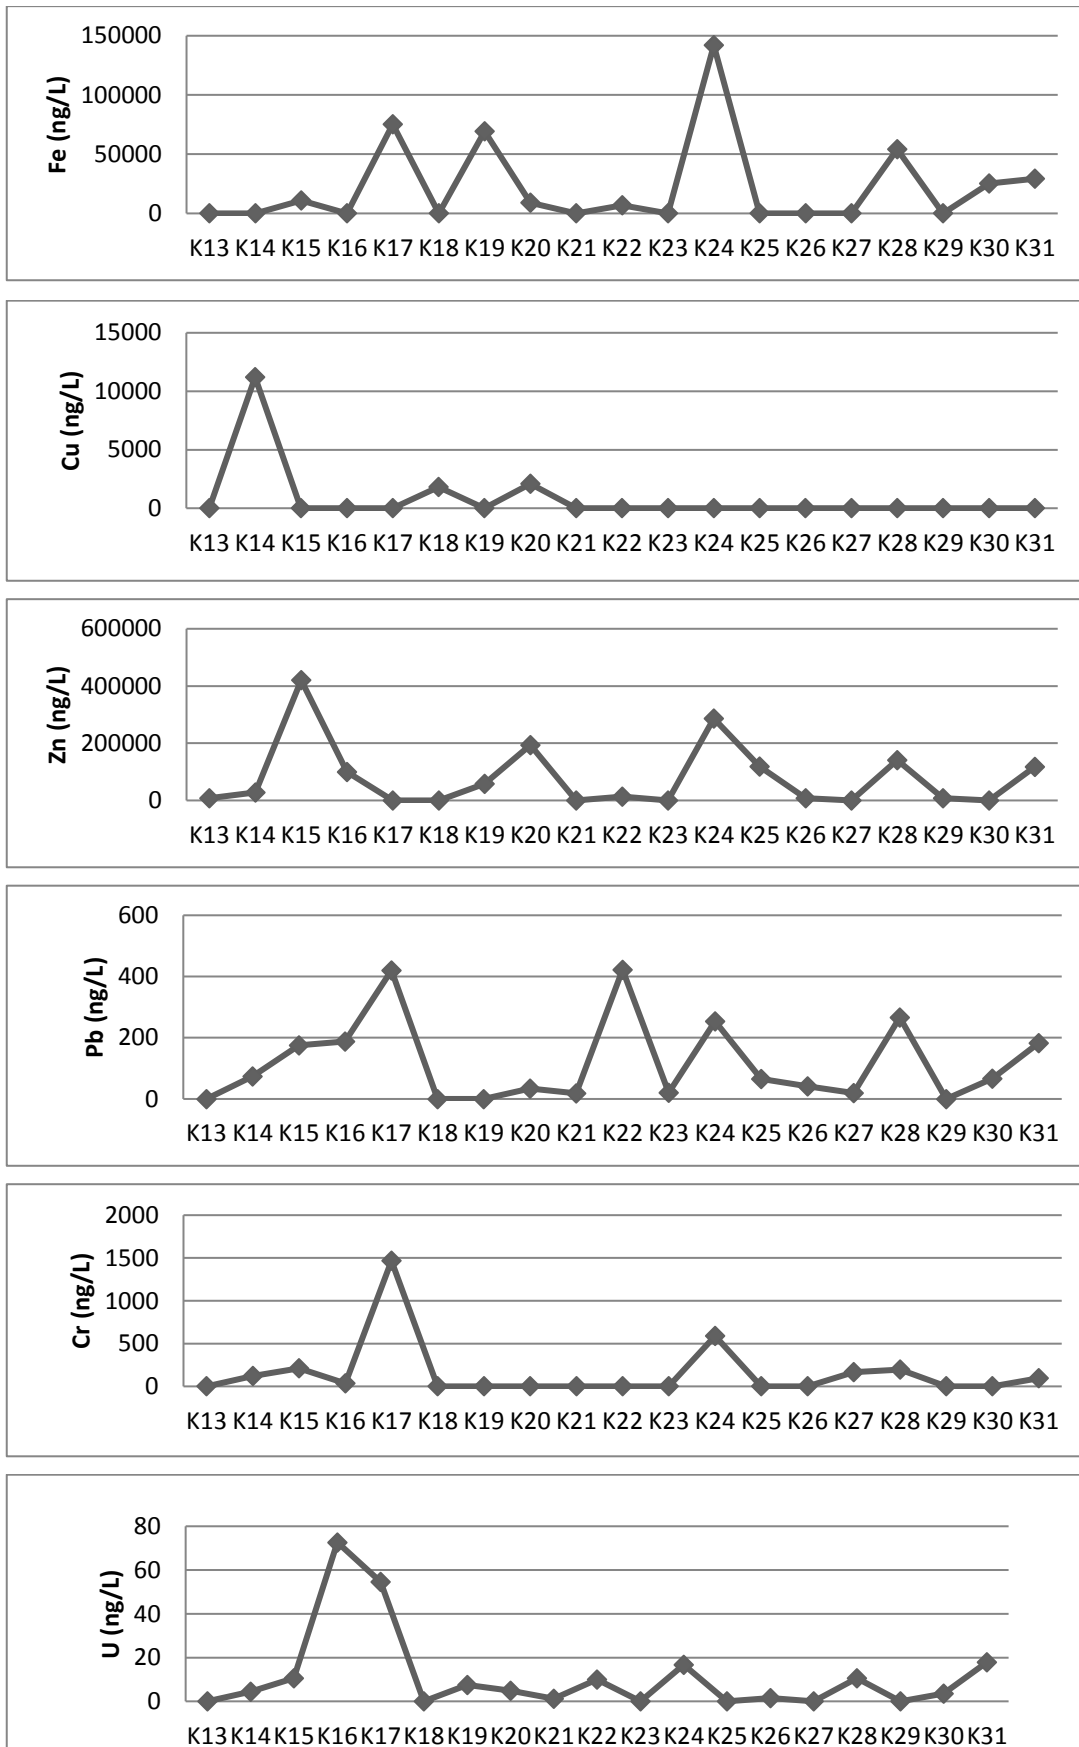 Fe (ng/L)
150000
100000
50000
0
K13 K14 K15 K16 K17 K18 K19 K20 K21 K22 K23 K24 K25 K26 K27 K28 K29 K30 K31
Cu (ng/L)
15000
10000
5000
0
K13 K14 K15 K16 K17 K18 K19 K20 K21 K22 K23 K24 K25 K26 K27 K28 K29 K30 K31
Zn (ng/L)
600000
400000
200000
0
K13 K14 K15 K16 K17 K18 K19 K20 K21 K22 K23 K24 K25 K26 K27 K28 K29 K30 K31
Pb (ng/L)
600
400
200
0
K13 K14 K15 K16 K17 K18 K19 K20 K21 K22 K23 K24 K25 K26 K27 K28 K29 K30 K31
Cr (ng/L)
2000
1500
1000
500
0
K13 K14 K15 K16 K17 K18 K19 K20 K21 K22 K23 K24 K25 K26 K27 K28 K29 K30 K31
U (ng/L)
80
60
40
20
0
K13 K14 K15 K16 K17 K18 K19 K20 K21 K22 K23 K24 K25 K26 K27 K28 K29 K30 K31